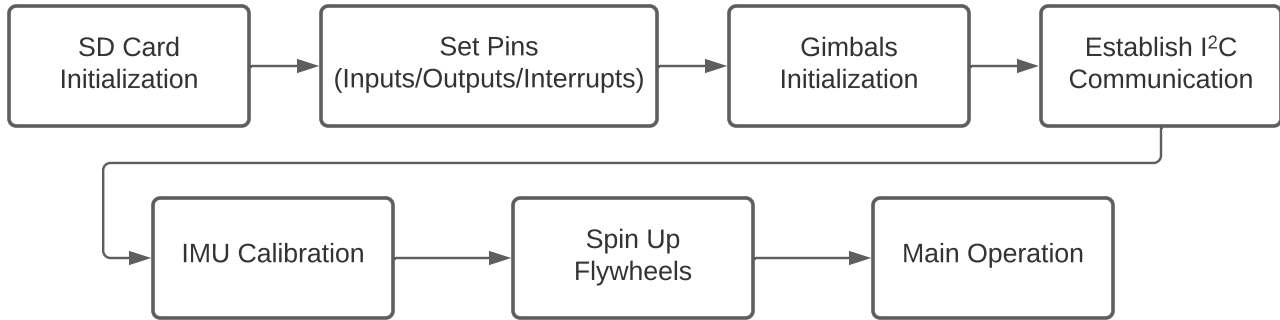 SD Card
Initialization
Set Pins
(Inputs/Outputs/Interrupts)
Gimbals
Initialization
Establish I²C
Communication
IMU Calibration
Spin Up
Flywheels
Main Operation